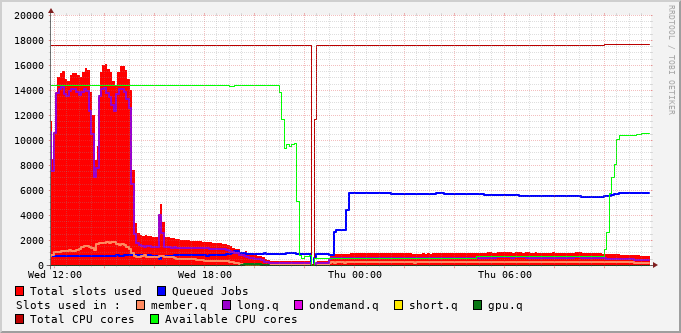 20000
18000
16000
14000
12000
10000
8000
6000
4000
2000
0
Wed 12:00 Wed 18:00 Thu 00:00 Thu 06:00
Total slots used Queued Jobs
Slots used in : member.q long.q ondemand.q short.q gpu.q
Total CPU cores Available CPU cores
RRDTOOL / TOBI OETIKER